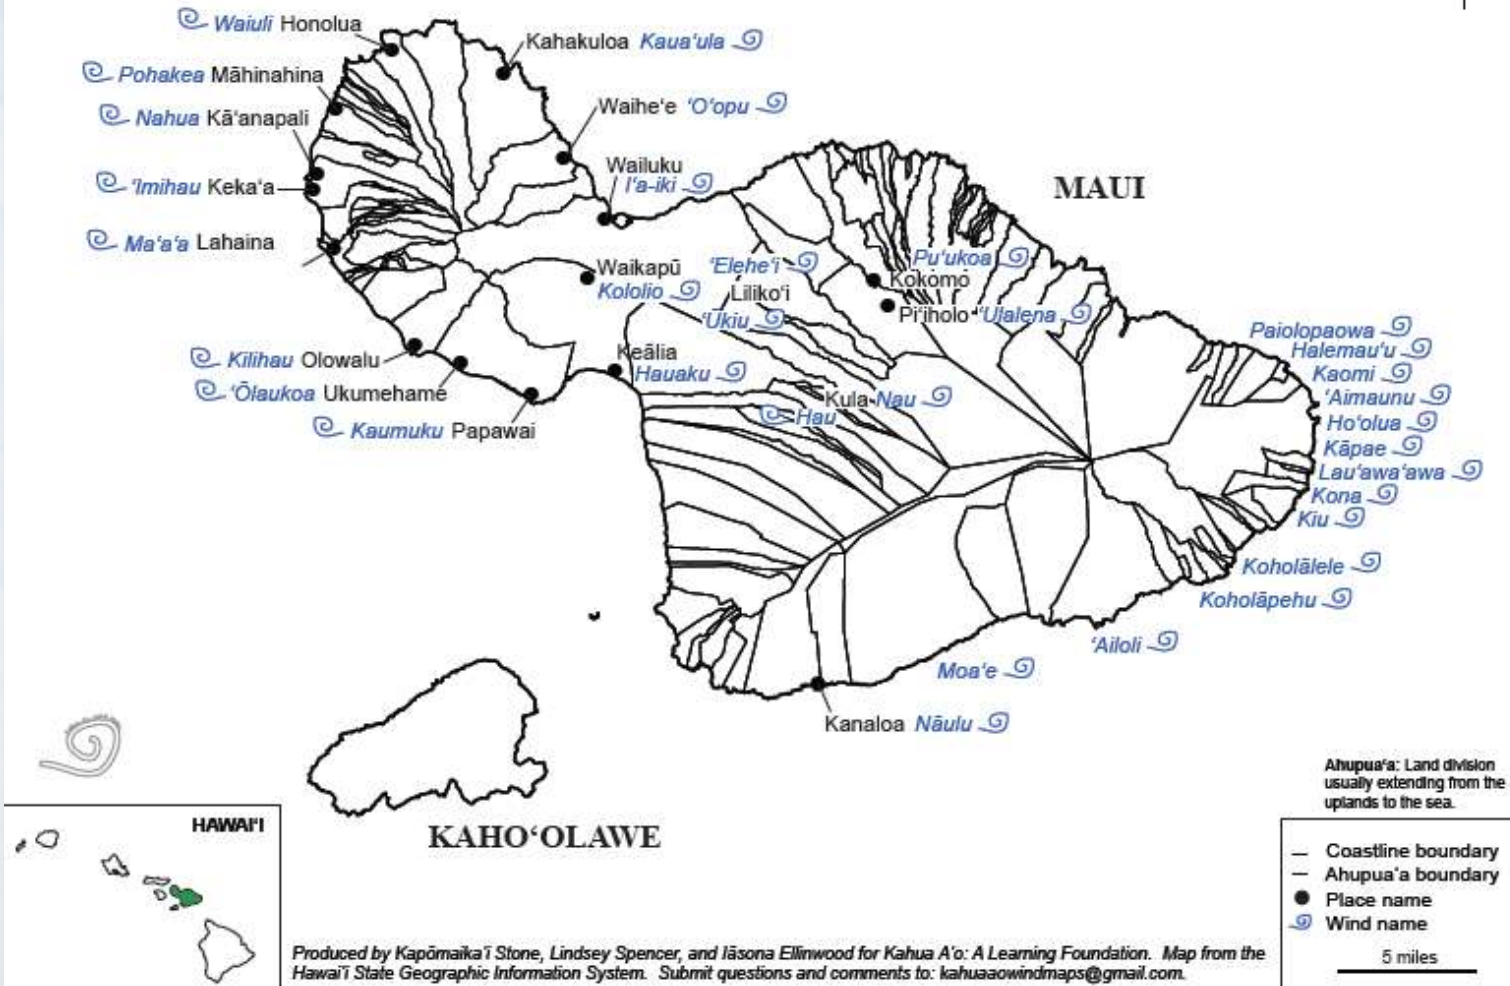 Waiuli Honolua
Kahakuloa Kaua‘ula
Pohakea Māhinahina
Nahua Kā‘anapali
Waihe‘e ‘O‘opu
‘Imihau Keka‘a
Wailuku
I‘a-iki
MAUI
Ma‘a‘a Lahaina
Waikapū
Kololio
‘Elehe‘i
Liliko‘i
‘Ukiu
Pu‘ukoa
Kokomo
Pi‘iholo ‘Ulalena
Kilihau Olowalu
‘Ōlaukoa Ukumehame
Kaumuku Papawai
Keālia
Hauaku
Kula Nau
Hau
Paiolopaowa
Halemau‘u
Kaomi
‘Aimaunu
Ho‘olua
Kāpae
Lau‘awa‘awa
Kona
Kiu
Koholālele
Koholāpehu
‘Ailoli
Moa‘e
Kanaloa Nāulu
KAHO‘OLAWE
HAWAI‘I
Ahupua‘a: Land division
usually extending from the
uplands to the sea.
Coastline boundary
Ahupua‘a boundary
Place name
Wind name
5 miles
Produced by Kapōmaika‘i Stone, Lindsey Spencer, and Iāsona Ellinwood for Kahua A‘o: A Learning Foundation. Map from the
Hawai‘i State Geographic Information System. Submit questions and comments to: kahuaaowindmaps@gmail.com.